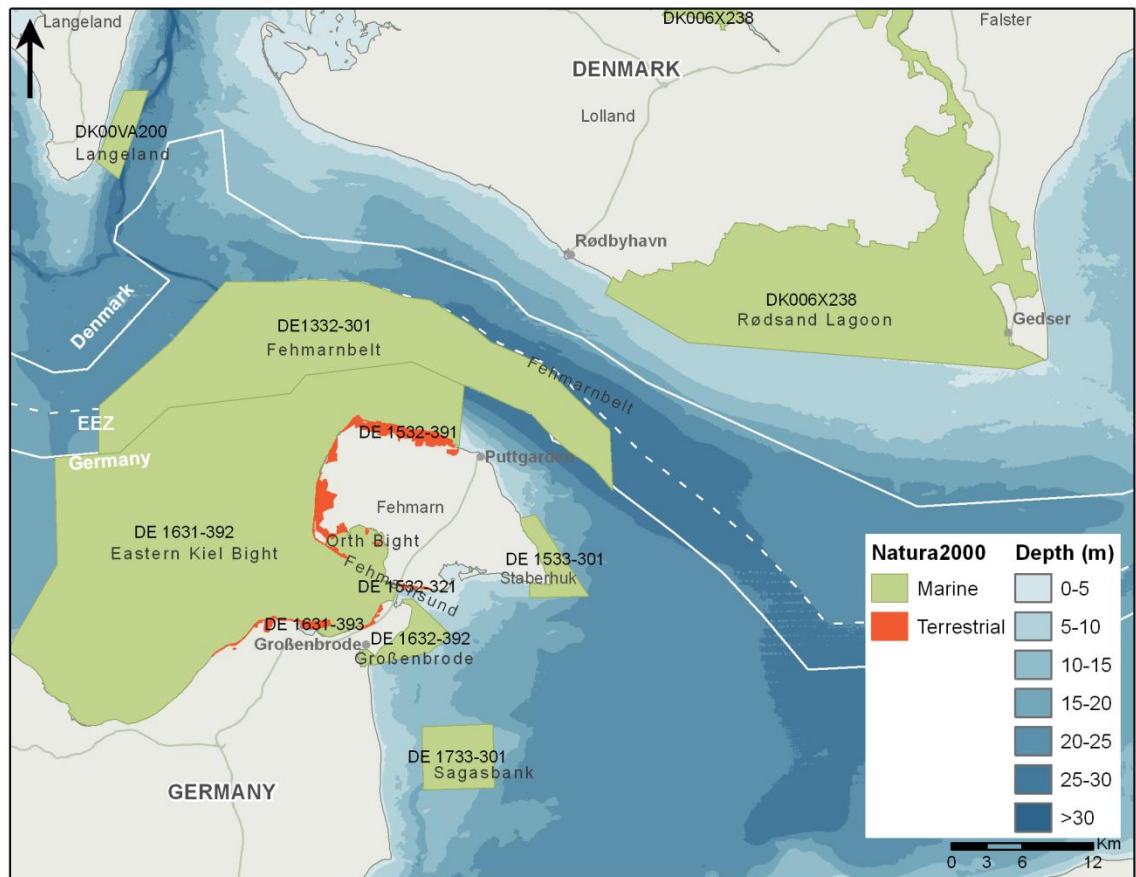 Langeland
DK006X238
Falster
DENMARK
Lolland
DK00VA200
Langeland
Rødbyhavn
DK006X238
Rødsand Lagoon
Gedser
Denmark
DE1332-301
Fehmarnbelt
Fehmarnbelt
EEZ
Germany
DE 1532-391
Puttgarden
Fehmarn
DE 1631-392
Eastern Kiel Bight
Orth Bight
DE 1533-301
Staberhuk
Fehmarnsund
DE 1532-321
DE 1631-393
Großenbrode
DE 1632-392
Großenbrode
DE 1733-301
Sagasbank
GERMANY
Natura2000
Marine
Terrestrial
Depth (m)
0-5
5-10
10-15
15-20
20-25
25-30
>30
Km
0 3 6 12